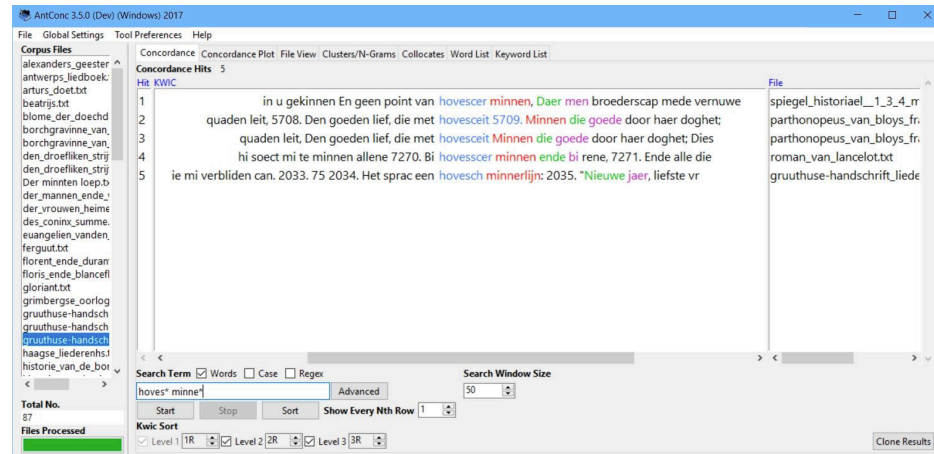 AntConc 3.5.0 (Dev) (Windows) 2017
File Global Settings Tool Preferences Help
Corpus Files
alexanders_geester
antwerps_liedboek.
arturs_doet.txt
beatrijs.txt
blome_der_doechd
borchgravinne_van_
borchgravinne_van_
den_droefliken_strij
den_droefliken_strij
Der minnten loep.tx
der_mannen_ende_
der_vrouwen_heime
des_coninx_summe.
euangelien_vanden_
ferguut.txt
florent_ende_duran
floris_ende_blancefl
gloriant.txt
grimbergse_oorlog
gruuthuse-handsch
gruuthuse-handsch
gruuthuse-handsch
haagse_liederenhs.t
historie_van_de_bor
Total No.
87
Files Processed
Concordance Concordance Plot File View Clusters/N-Grams Collocates Word List Keyword List
Concordance Hits 5
Hit KWIC File
1 in u gekinnen En geen point van hovescer minnen, Daer men broederscap mede vernuwe spiegel_historiael__1_3_4_m
2 quaden leit, 5708. Den goeden lief, die met hovesceit 5709. Minnen die goede door haer doghet; parthonopeus_van_bloys_fra
3 quaden leit, Den goeden lief, die met hovesceit Minnen die goede door haer doghet; Dies parthonopeus_van_bloys_fra
4 hi soect mi te minnen allene 7270. Bi hovesscer minnen ende bi rene, 7271. Ende alle die roman_van_lancelot.txt
5 ie mi verbliden can. 2033. 75 2034. Het sprac een hovesch minnerlijn: 2035. "Nieuwe jaer, liefste vr gruuthuse-handschrift_liede
Search Term Words Case Regex Search Window Size
hoves* minne* Advanced 50
Start Stop Sort Show Every Nth Row 1
Kwic Sort
Level 1 1R Level 2 2R Level 3 3R Clone Results